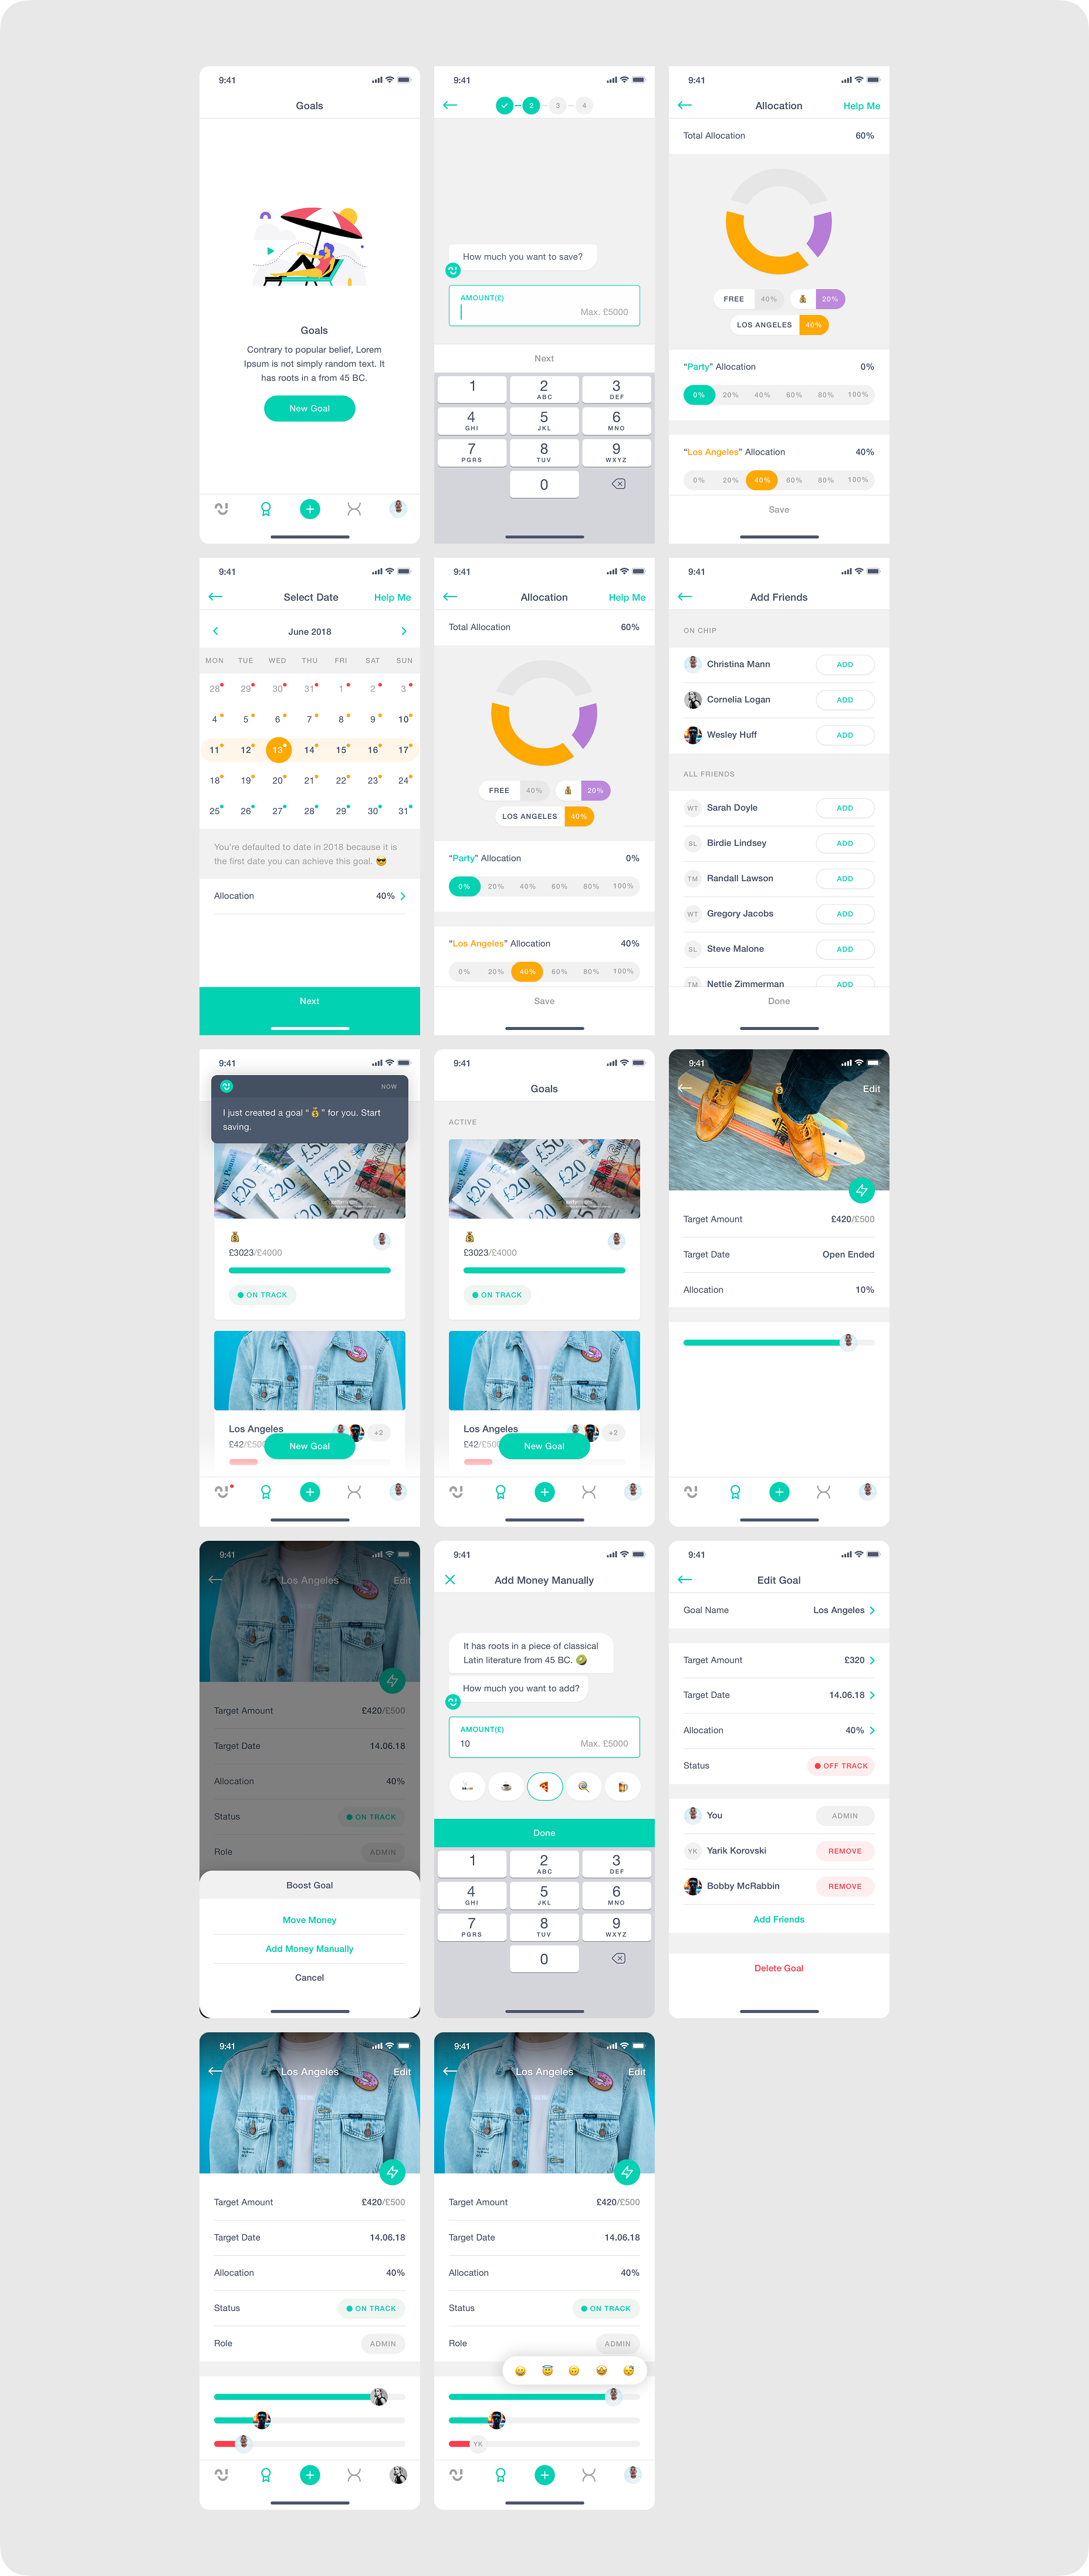 9:41
Goals
Goals
Contrary to popular belief, Lorem
Ipsum is not simply random text. It
has roots in a from 45 BC.
New Goal
9:41
2 3 4
How much you want to save?
AMOUNT(£)
Max. £5000
Next
1 2 3
ABC DEF
4 5 6
GHI JKL MNO
7 8 9
PGRS TUV WXYZ
0
9:41
Allocation Help Me
Total Allocation 60%
FREE 40% 💰 20%
LOS ANGELES 40%
“Party” Allocation 0%
0% 20% 40% 60% 80% 100%
“Los Angeles” Allocation 40%
0% 20% 40% 60% 80% 100%
Save
9:41
Select Date Help Me
June 2018
MON TUE WED THU FRI SAT SUN
28 29 30 31 1 2 3
4 5 6 7 8 9 10
11 12 13 14 15 16 17
18 19 20 21 22 23 24
25 26 27 28 29 30 31
You're defaulted to date in 2018 because it is
the first date you can achieve this goal. 😎
Allocation 40%
Next
9:41
Allocation Help Me
Total Allocation 60%
FREE 40% 💰 20%
LOS ANGELES 40%
“Party” Allocation 0%
0% 20% 40% 60% 80% 100%
“Los Angeles” Allocation 40%
0% 20% 40% 60% 80% 100%
Save
9:41
Add Friends
ON CHIP
Christina Mann ADD
Cornelia Logan ADD
Wesley Huff ADD
ALL FRIENDS
WT Sarah Doyle ADD
SL Birdie Lindsey ADD
TM Randall Lawson ADD
WT Gregory Jacobs ADD
SL Steve Malone ADD
TM Nettie Zimmerman ADD
Done
9:41
NOW
I just created a goal “💰” for you. Start
saving.
£20 £20 £20
💰
£3023/£4000
ON TRACK
Los Angeles
+2
£42/£500
New Goal
9:41
Goals
ACTIVE
£50
£20 £20 £20
💰
£3023/£4000
ON TRACK
Los Angeles
+2
£42/£500
New Goal
9:41
💰 Edit
Target Amount £420/£500
Target Date Open Ended
Allocation 10%
9:41
Los Angeles Edit
Target Amount £420/£500
Target Date 14.06.18
Allocation 40%
Status ON TRACK
Role ADMIN
Boost Goal
Move Money
Add Money Manually
Cancel
9:41
Add Money Manually
It has roots in a piece of classical
Latin literature from 45 BC. 🥝
How much you want to add?
AMOUNT(£)
10 Max. £5000
Done
1 2 3
ABC DEF
4 5 6
GHI JKL MNO
7 8 9
PGRS TUV WXYZ
0
9:41
Edit Goal
Goal Name Los Angeles
Target Amount £320
Target Date 14.06.18
Allocation 40%
Status OFF TRACK
You ADMIN
YK Yarik Korovski REMOVE
Bobby McRabbin REMOVE
Add Friends
Delete Goal
9:41
Los Angeles Edit
Target Amount £420/£500
Target Date 14.06.18
Allocation 40%
Status ON TRACK
Role ADMIN
9:41
Los Angeles Edit
Target Amount £420/£500
Target Date 14.06.18
Allocation 40%
Status ON TRACK
Role ADMIN
YK